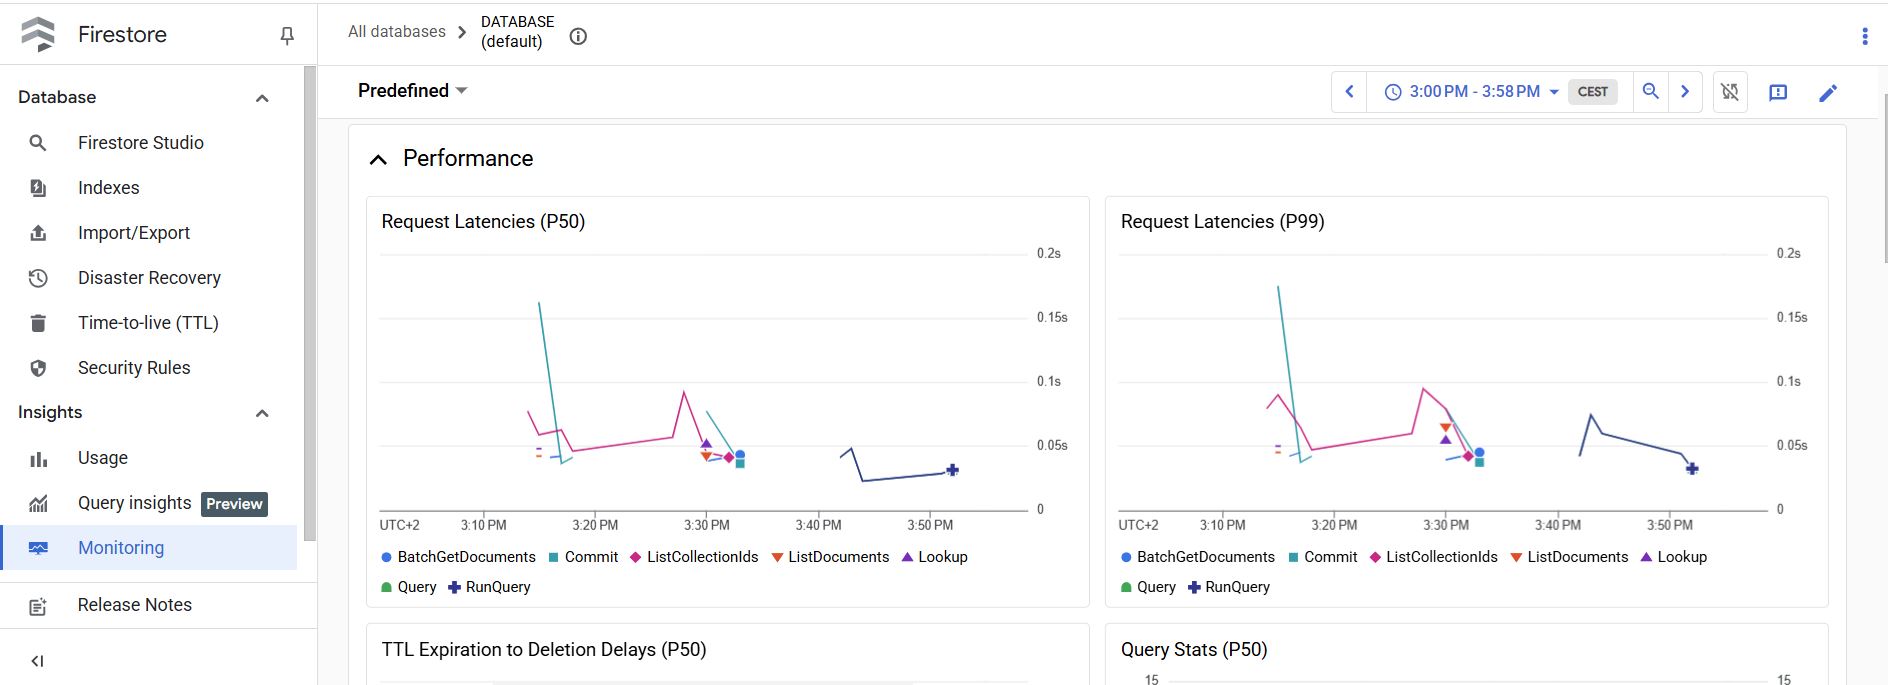 Firestore
All databases
DATABASE
(default)
Database
Firestore Studio
Indexes
Import/Export
Disaster Recovery
Time-to-live (TTL)
Security Rules
Insights
Usage
Query insights Preview
Monitoring
Release Notes
Predefined
3:00 PM - 3:58 PM CEST
Performance
Request Latencies (P50)
0.2s
0.15s
0.1s
0.05s
0
UTC+2 3:10 PM 3:20 PM 3:30 PM 3:40 PM 3:50 PM
BatchGetDocuments Commit ListCollectionIds ListDocuments Lookup
Query RunQuery
Request Latencies (P99)
0.2s
0.15s
0.1s
0.05s
0
UTC+2 3:10 PM 3:20 PM 3:30 PM 3:40 PM 3:50 PM
BatchGetDocuments Commit ListCollectionIds ListDocuments Lookup
Query RunQuery
TTL Expiration to Deletion Delays (P50)
Query Stats (P50)
15 15